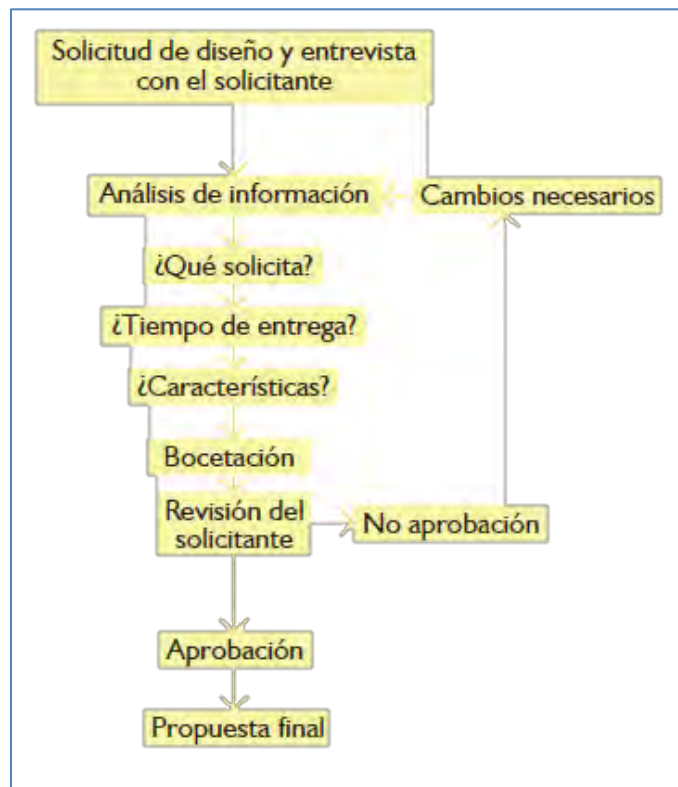 Solicitud de diseño y entrevista
con el solicitante
Análisis de información
Cambios necesarios
¿Qué solicita?
¿Tiempo de entrega?
¿Características?
Bocetación
Revisión del
solicitante
No aprobación
Aprobación
Propuesta final